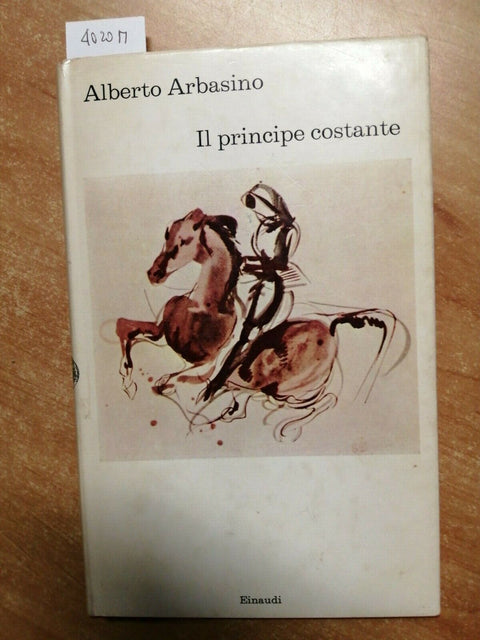 4020M
Alberto Arbasino
Il principe costante
Einaudi